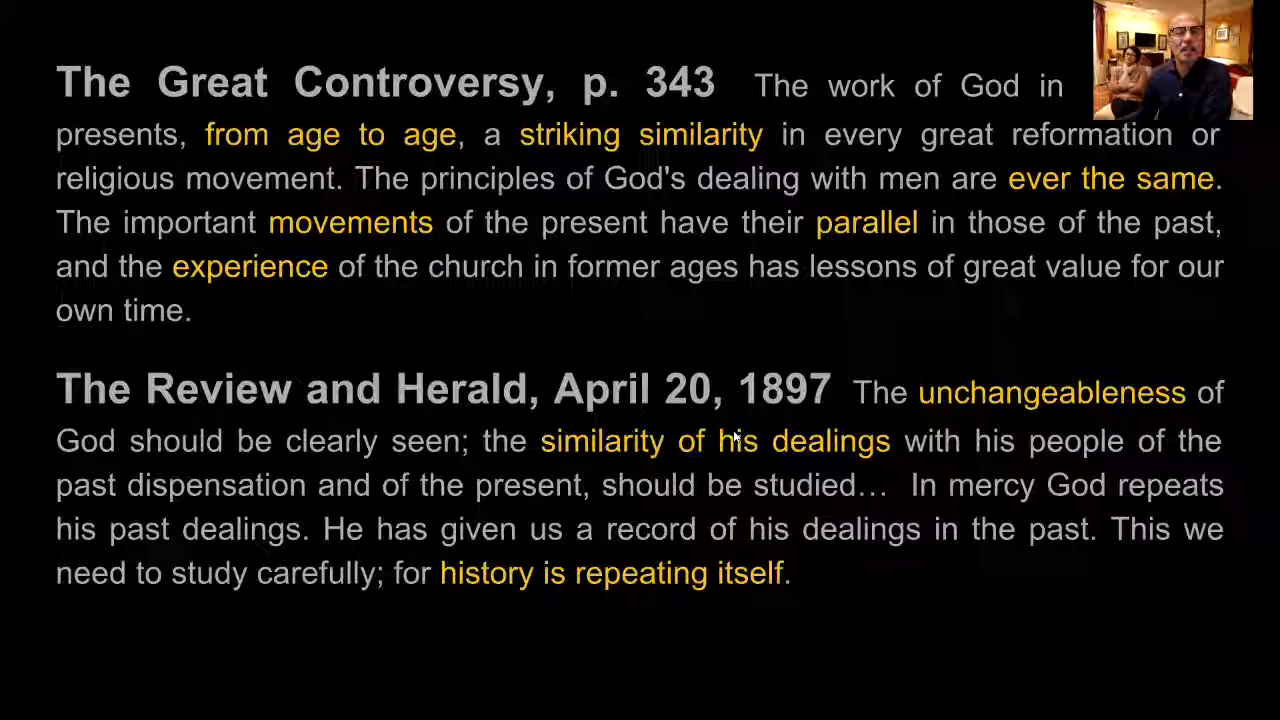 The Great Controversy, p. 343 The work of God in
presents, from age to age, a striking similarity in every great reformation or
religious movement. The principles of God's dealing with men are ever the same.
The important movements of the present have their parallel in those of the past,
and the experience of the church in former ages has lessons of great value for our
own time.
The Review and Herald, April 20, 1897 The unchangeableness of
God should be clearly seen; the similarity of his dealings with his people of the
past dispensation and of the present, should be studied… In mercy God repeats
his past dealings. He has given us a record of his dealings in the past. This we
need to study carefully; for history is repeating itself.